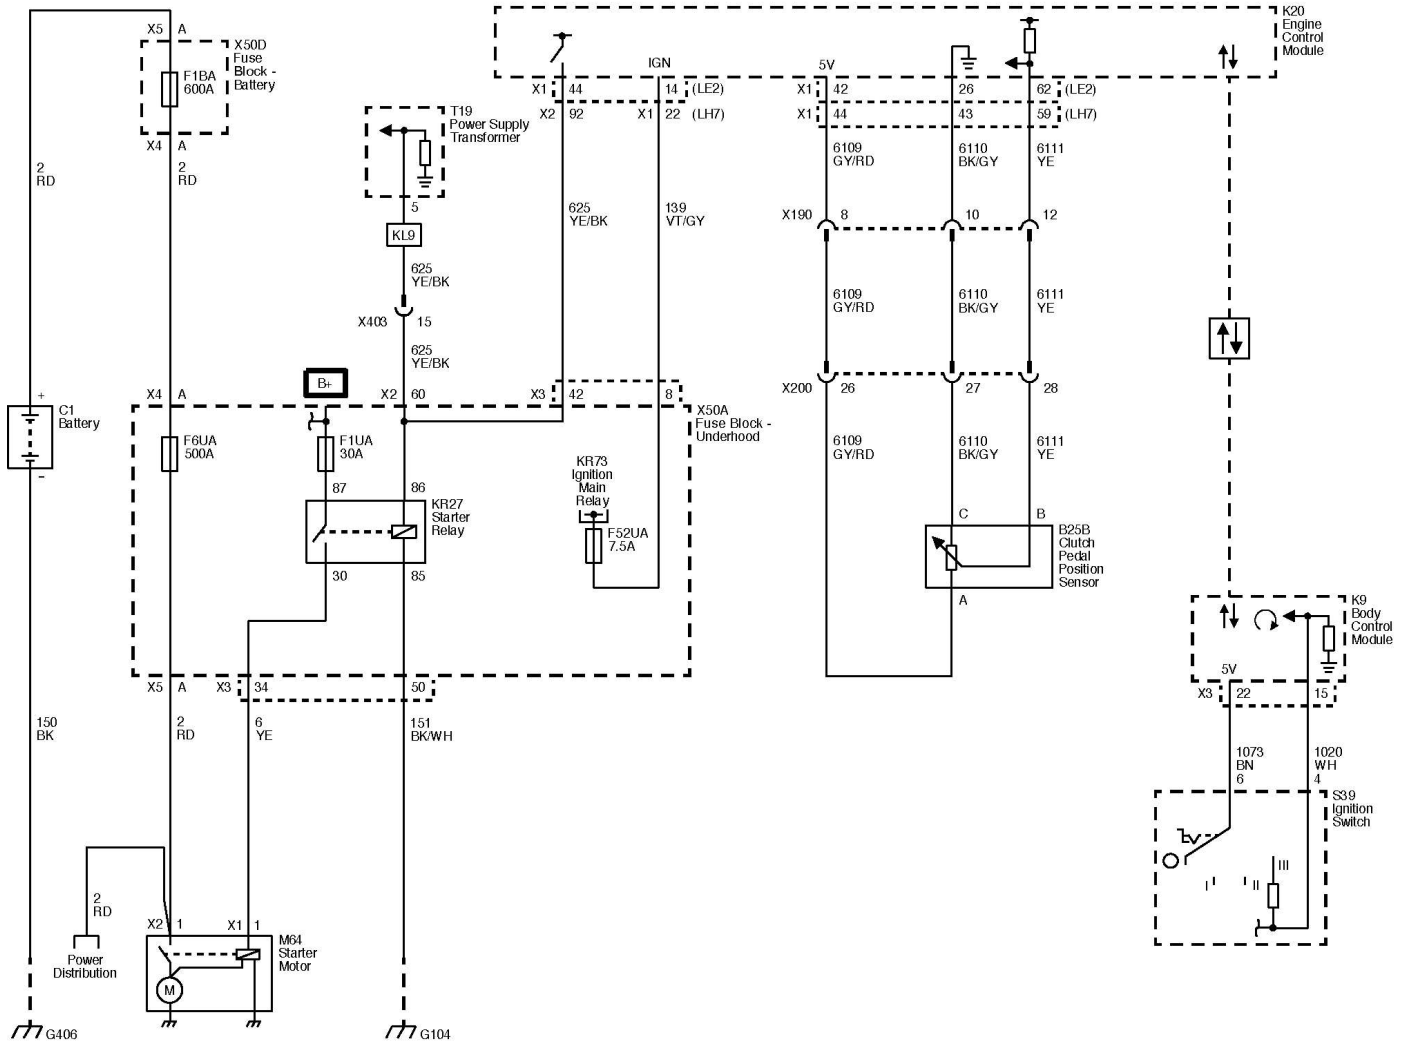 K20
Engine
Control
Module
IGN
5V
X1 44 14 (LE2)
X2 92 X1 22 (LH7)
X1 42 26 62 (LE2)
X1 44 43 59 (LH7)
X5 A
X50D
Fuse
Block -
Battery
F1BA
600A
X4 A
2
RD
2
RD
T19
Power Supply
Transformer
5
KL9
625
YE/BK
X403 15
625
YE/BK
625
YE/BK
139
VT/GY
6109
GY/RD
6110
BK/GY
6111
YE
X190 8 10 12
6109
GY/RD
6110
BK/GY
6111
YE
X200 26 27 28
6109
GY/RD
6110
BK/GY
6111
YE
C B
B25B
Clutch
Pedal
Position
Sensor
A
+
C1
Battery
-
B+
X4 A
X2 60
X3 42 8
X50A
Fuse Block -
Underhood
F6UA
500A
F1UA
30A
87 86
KR27
Starter
Relay
30 85
KR73
Ignition
Main
Relay
F52UA
7.5A
X5 A X3 34 50
150
BK
2
RD
6
YE
151
BK/WH
2
RD
Power
Distribution
X2 1 X1 1
M64
Starter
Motor
M
G406
G104
K9
Body
Control
Module
5V
X3 22 15
1073
BN
6
1020
WH
4
S39
Ignition
Switch
I II III